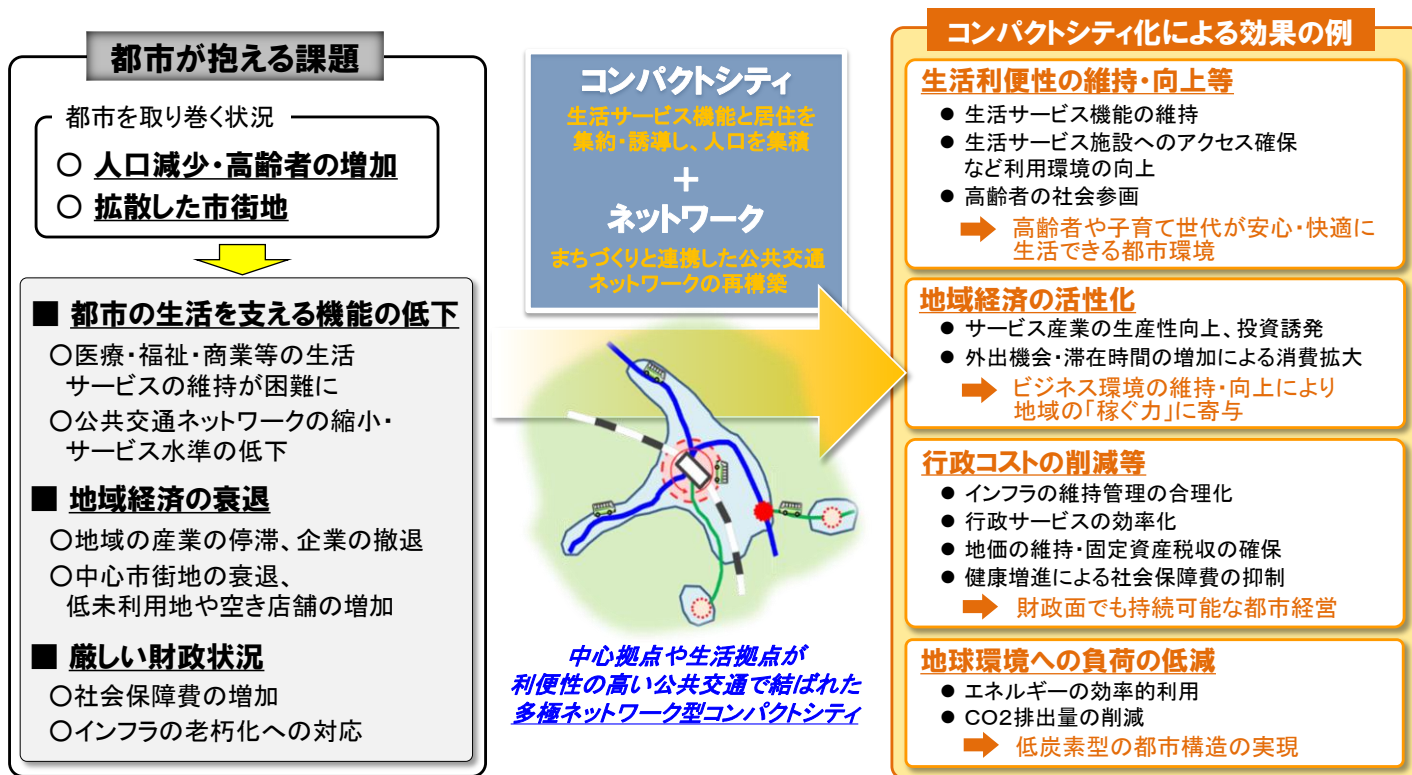 都市が抱える課題
都市を取り巻く状況
○ 人口減少・高齢者の増加
○ 拡散した市街地
■ 都市の生活を支える機能の低下
○医療・福祉・商業等の生活
サービスの維持が困難に
○公共交通ネットワークの縮小・
サービス水準の低下
■ 地域経済の衰退
○地域の産業の停滞、企業の撤退
○中心市街地の衰退、
低未利用地や空き店舗の増加
■ 厳しい財政状況
○社会保障費の増加
○インフラの老朽化への対応
コンパクトシティ
生活サービス機能と居住を
集約・誘導し、人口を集積
＋
ネットワーク
まちづくりと連携した公共交通
ネットワークの再構築
中心拠点や生活拠点が
利便性の高い公共交通で結ばれた
多極ネットワーク型コンパクトシティ
コンパクトシティ化による効果の例
生活利便性の維持・向上等
● 生活サービス機能の維持
● 生活サービス施設へのアクセス確保
など利用環境の向上
● 高齢者の社会参画
➡ 高齢者や子育て世代が安心・快適に
生活できる都市環境
地域経済の活性化
● サービス産業の生産性向上、投資誘発
● 外出機会・滞在時間の増加による消費拡大
➡ ビジネス環境の維持・向上により
地域の「稼ぐ力」に寄与
行政コストの削減等
● インフラの維持管理の合理化
● 行政サービスの効率化
● 地価の維持・固定資産税収の確保
● 健康増進による社会保障費の抑制
➡ 財政面でも持続可能な都市経営
地球環境への負荷の低減
● エネルギーの効率的利用
● CO2排出量の削減
➡ 低炭素型の都市構造の実現